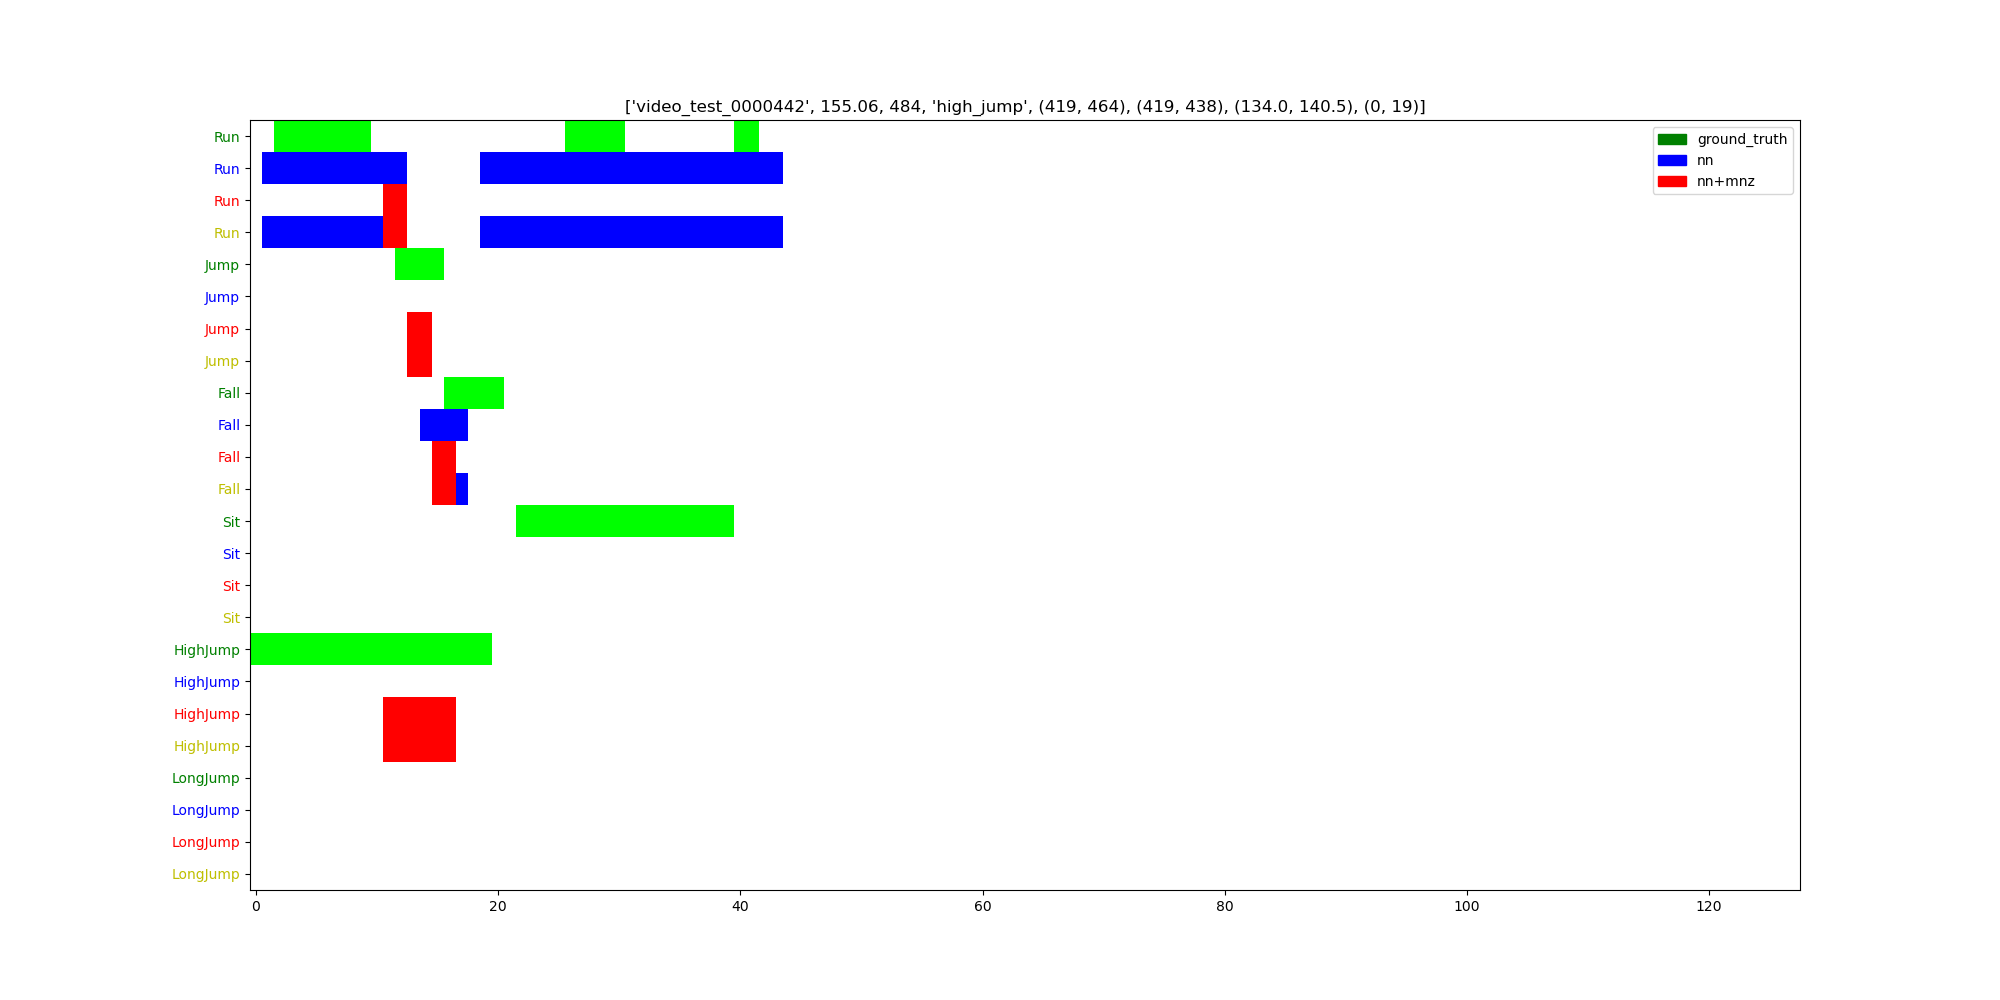 ['video_test_0000442', 155.06, 484, 'high_jump', (419, 464), (419, 438), (134.0, 140.5), (0, 19)]
ground_truth
nn
nn+mnz
Run
Run
Run
Run
Jump
Jump
Jump
Jump
Fall
Fall
Fall
Fall
Sit
Sit
Sit
Sit
HighJump
HighJump
HighJump
HighJump
LongJump
LongJump
LongJump
LongJump
0 20 40 60 80 100 120